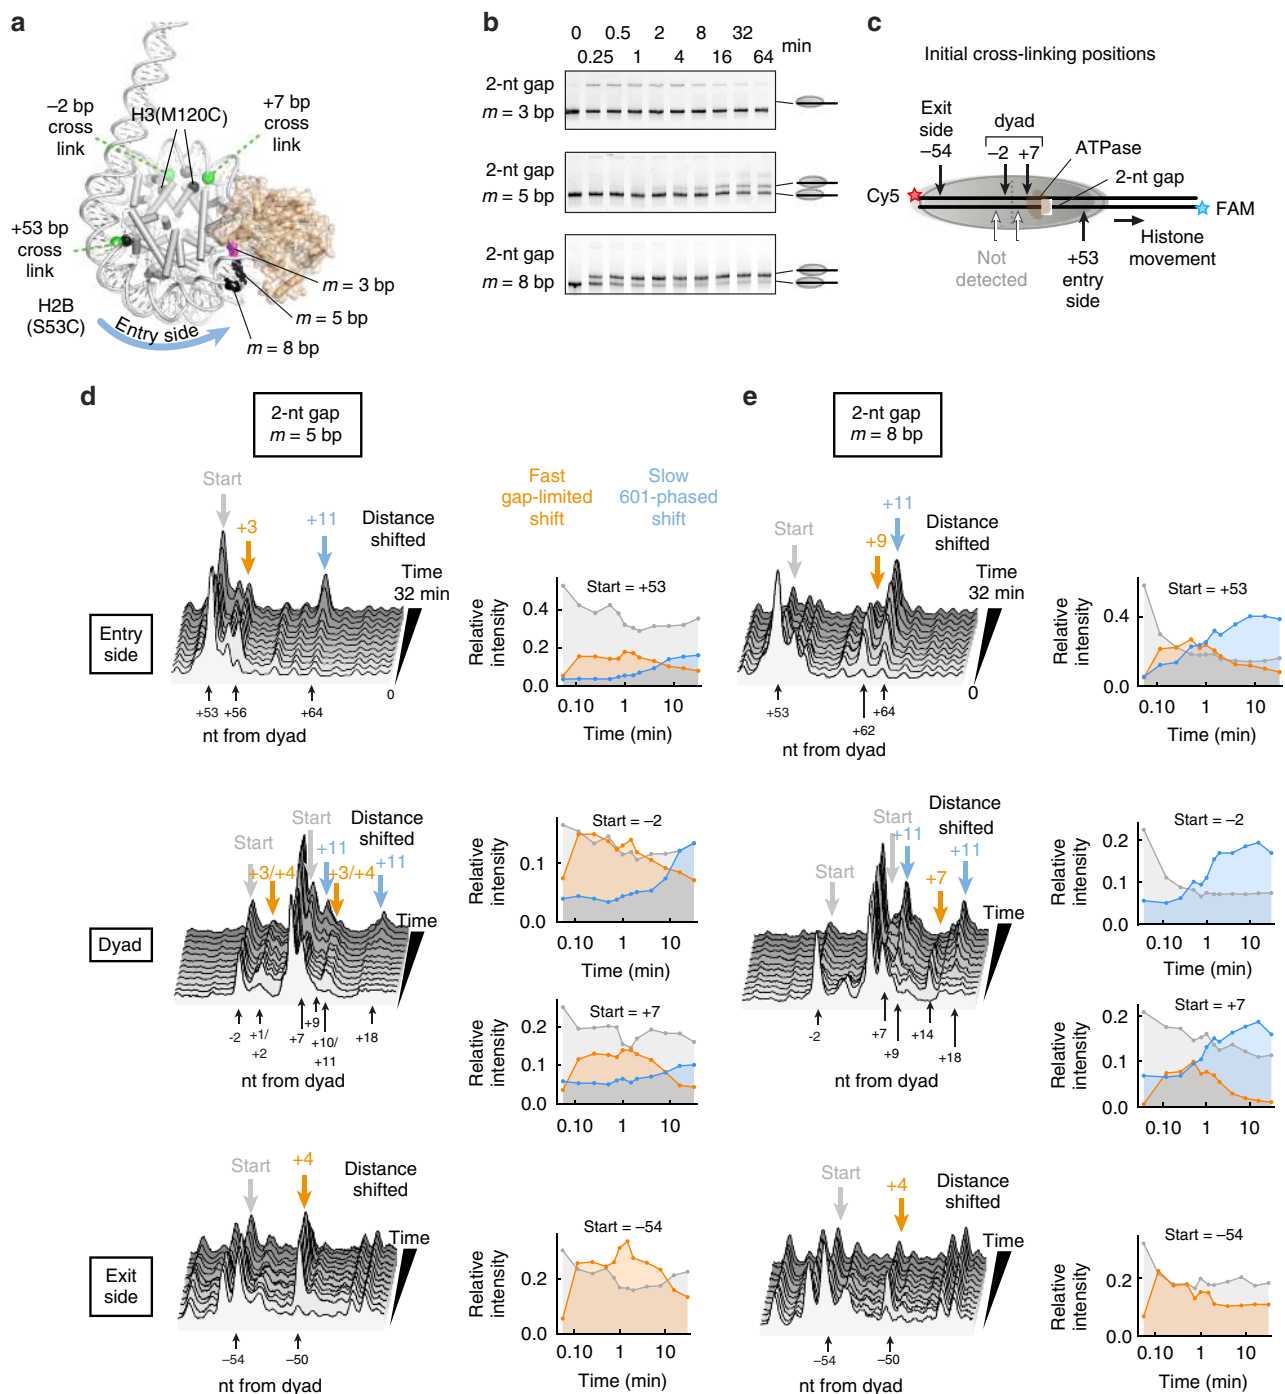 a
−2 bp
cross
link
H3(M120C)
+7 bp
cross
link
+53 bp
cross
link
H2B
(S53C)
Entry side
m = 3 bp
m = 5 bp
m = 8 bp
b
0 0.5 2 8 32
0.25 1 4 16 64
min
2-nt gap
m = 3 bp
2-nt gap
m = 5 bp
2-nt gap
m = 8 bp
c
Initial cross-linking positions
Exit
side
−54
dyad
−2 +7
ATPase
2-nt gap
Cy5
FAM
Not
detected
+53
entry
side
Histone
movement
d
2-nt gap
m = 5 bp
Fast
gap-limited
shift
Slow
601-phased
shift
Entry
side
Start
+3
+11
Distance
shifted
Time
32 min
0
+53
+56
+64
nt from dyad
Relative
intensity
Start = +53
0.4
0.2
0.0
0.10 1 10
Time (min)
Dyad
Start
+3/+4
Start
+11
+3/+4
+11
Distance
shifted
Time
-2
+1/
+2
+7
+9
+10/
+11
+18
nt from dyad
Relative
intensity
Start = −2
0.1
0.0
0.10 1 10
Time (min)
Relative
intensity
Start = +7
0.2
0.1
0.0
0.10 1 10
Exit
side
Start
+4
Distance
shifted
Time
−54
−50
nt from dyad
Relative
intensity
Start = −54
0.2
0.0
0.10 1 10
Time (min)
e
2-nt gap
m = 8 bp
Start
+9
+11
Distance
shifted
Time
32 min
0
+53
+62
+64
nt from dyad
Relative
intensity
Start = +53
0.4
0.2
0.0
0.10 1 10
Time (min)
Start
Start
+11
+7
+11
Distance
shifted
Time
-2
+7
+9
+14
+18
nt from dyad
Relative
intensity
Start = −2
0.2
0.1
0.0
0.10 1 10
Time (min)
Relative
intensity
Start = +7
0.2
0.1
0.0
0.10 1 10
Start
+4
Distance
shifted
Time
−54
−50
nt from dyad
Relative
intensity
Start = −54
0.2
0.0
0.10 1 10
Time (min)